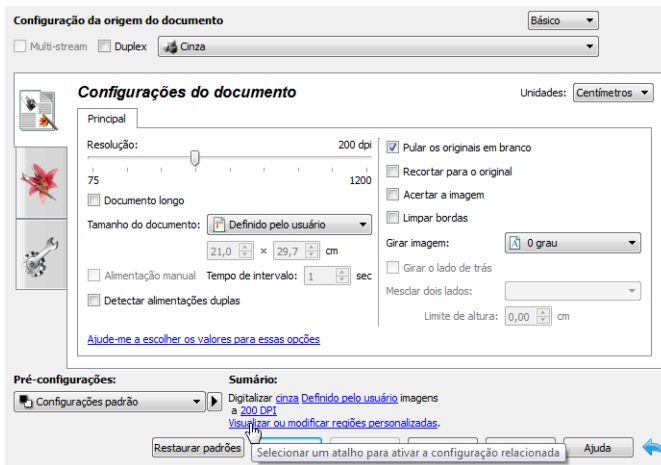 Configuração da origem do documento
Básico
Multi-stream Duplex Cinza
Configurações do documento
Unidades: Centímetros
Principal
Resolução: 200 dpi
75 1200
Documento longo
Tamanho do documento: Definido pelo usuário
21,0 × 29,7 cm
Alimentação manual Tempo de intervalo: 1 sec
Detectar alimentações duplas
Ajude-me a escolher os valores para essas opções
Pular os originais em branco
Recortar para o original
Acertar a imagem
Limpar bordas
Girar imagem: A 0 grau
Girar o lado de trás
Mesclar dois lados:
Limite de altura: 0,00 cm
Pré-configurações:
Configurações padrão
Sumário:
Digitalizar cinza Definido pelo usuário imagens
a 200 DPI
Visualizar ou modificar regiões personalizadas.
Restaurar padrões
Selecionar um atalho para ativar a configuração relacionada
Ajuda